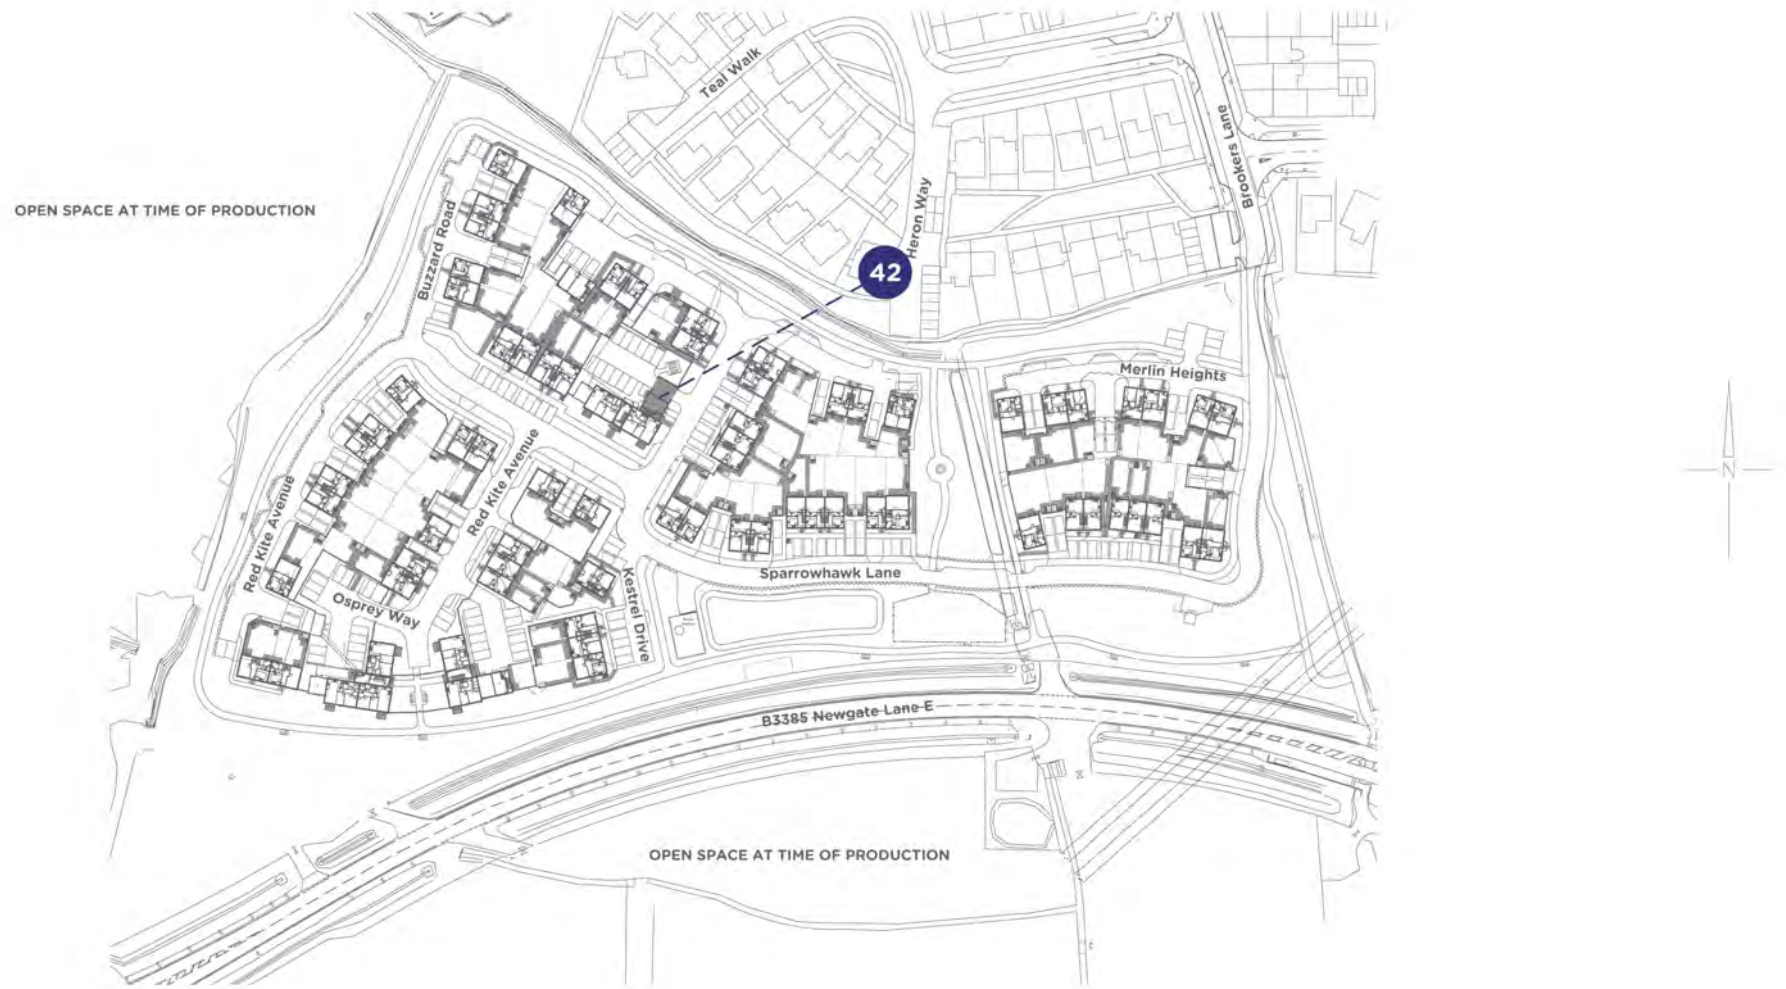 Teal Walk
Brookers Lane
OPEN SPACE AT TIME OF PRODUCTION
Heron Way
Buzzard Road
42
Merlin Heights
Red Kite Avenue
Red Kite Avenue
N
Sparrowhawk Lane
Osprey Way
Kestrel Drive
B3385 Newgate Lane E
OPEN SPACE AT TIME OF PRODUCTION